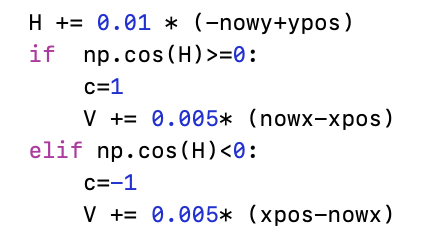 H += 0.01 * (-nowy+ypos)
if  np.cos(H)>=0:
    c=1
    V += 0.005* (nowx-xpos)
elif np.cos(H)<0:
    c=-1
    V += 0.005* (xpos-nowx)